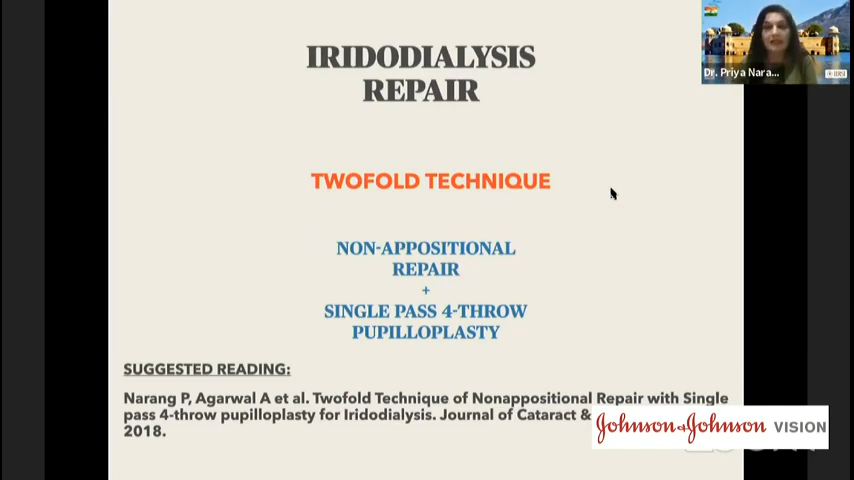 IRIDODIALYSIS
REPAIR
TWOFOLD TECHNIQUE
NON-APPOSITIONAL
REPAIR
+
SINGLE PASS 4-THROW
PUPILLOPLASTY
SUGGESTED READING:
Narang P, Agarwal A et al. Twofold Technique of Nonappositional Repair with Single
pass 4-throw pupilloplasty for Iridodialysis. Journal of Cataract &
2018.
Dr. Priya Nara...
Johnson & Johnson VISION